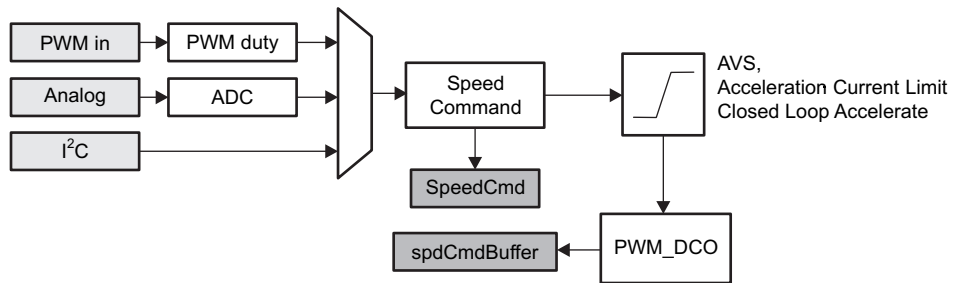 PWM in
PWM duty
Analog
ADC
I²C
Speed
Command
SpeedCmd
AVS,
Acceleration Current Limit
Closed Loop Accelerate
PWM_DCO
spdCmdBuffer